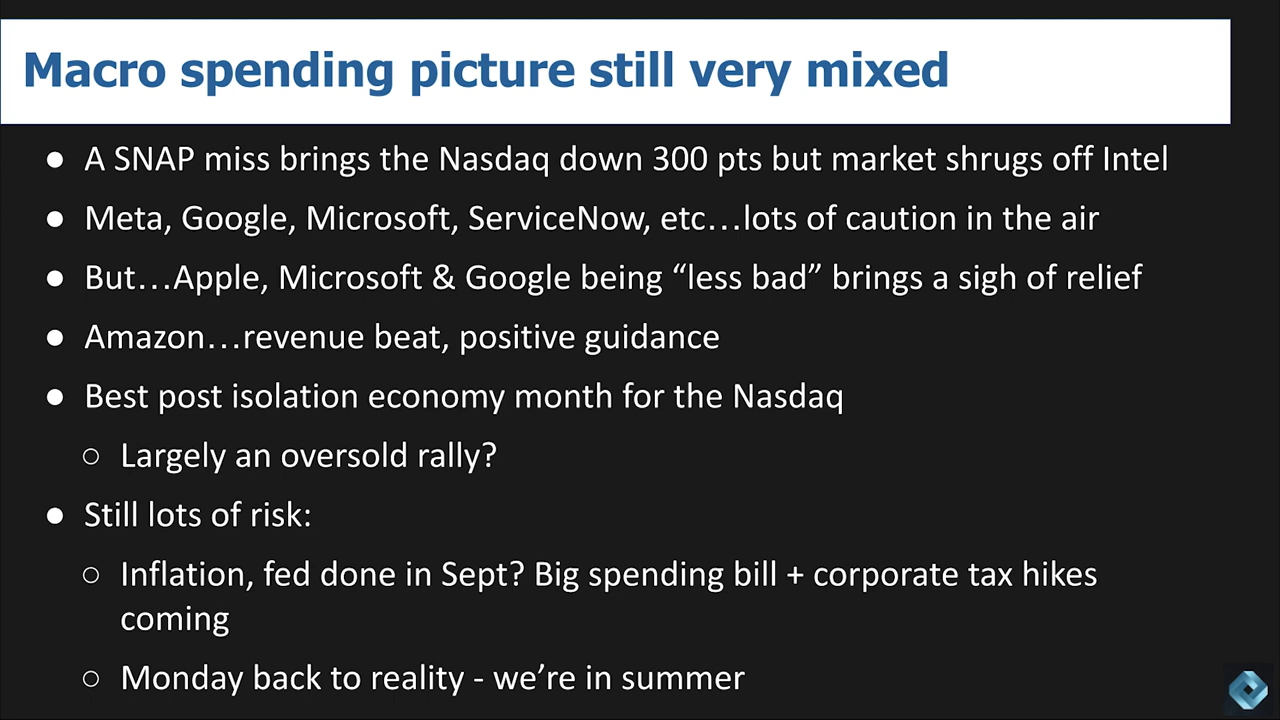 Macro spending picture still very mixed
● A SNAP miss brings the Nasdaq down 300 pts but market shrugs off Intel
● Meta, Google, Microsoft, ServiceNow, etc…lots of caution in the air
● But…Apple, Microsoft & Google being “less bad” brings a sigh of relief
● Amazon…revenue beat, positive guidance
● Best post isolation economy month for the Nasdaq
○ Largely an oversold rally?
● Still lots of risk:
○ Inflation, fed done in Sept? Big spending bill + corporate tax hikes
coming
○ Monday back to reality - we’re in summer